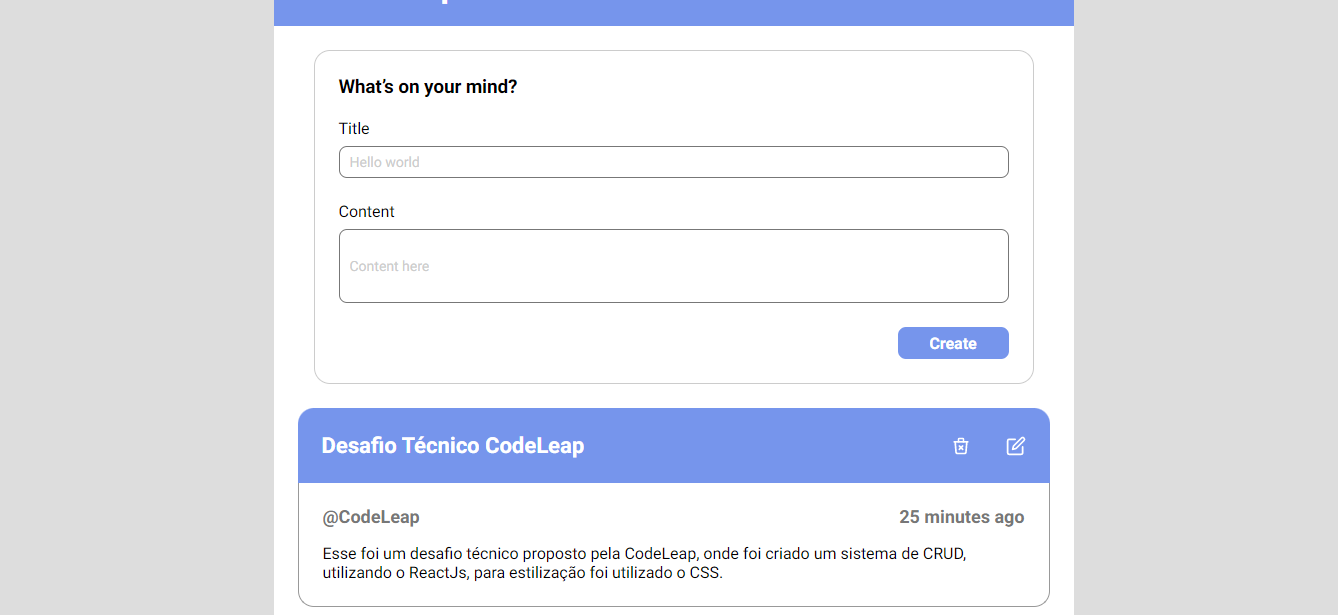 What’s on your mind?
Title
Hello world
Content
Content here
Create
Desafio Técnico CodeLeap
@CodeLeap
25 minutes ago
Esse foi um desafio técnico proposto pela CodeLeap, onde foi criado um sistema de CRUD,
utilizando o ReactJs, para estilização foi utilizado o CSS.